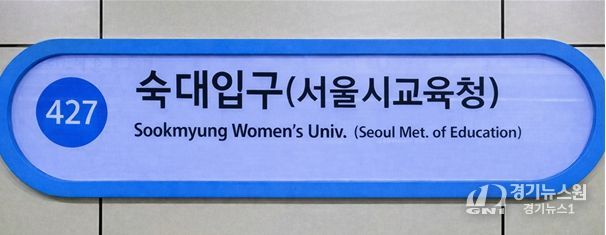 427
숙대입구(서울시교육청)
Sookmyung Women's Univ. (Seoul Met. of Education)
GN1 경기뉴스원
경기뉴스1